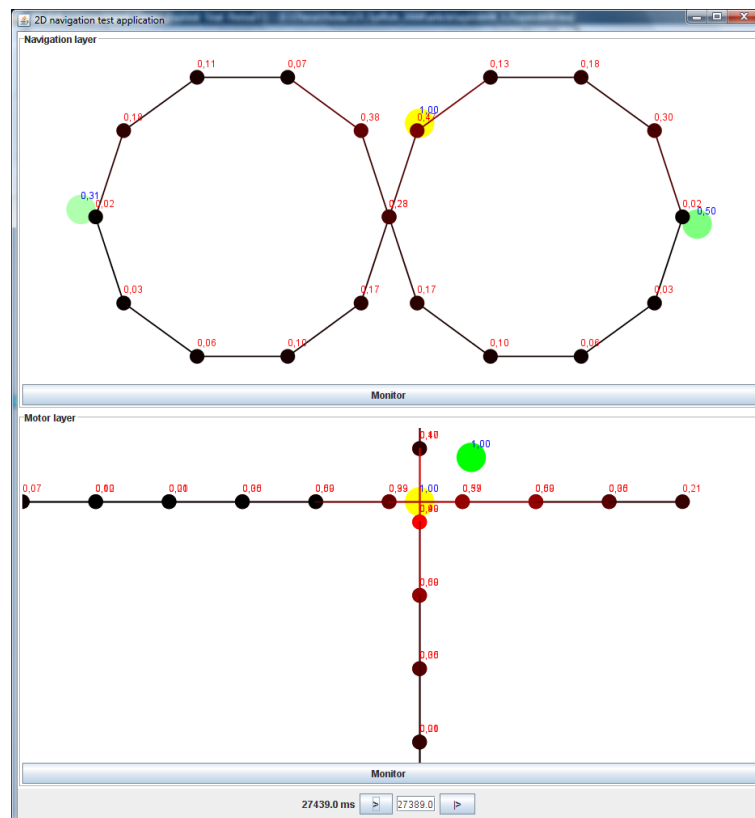 2D navigation test application
Navigation layer
0,11 0,07 0,13 0,18
0,18 0,38 1,00 0,30
0,31 0,02 0,28 0,02 0,50
0,03 0,17 0,17 0,03
0,06 0,10 0,10 0,06
Monitor
Motor layer
1,00
0,07 1,00 0,21
Monitor
27439.0 ms > 27389.0 |>